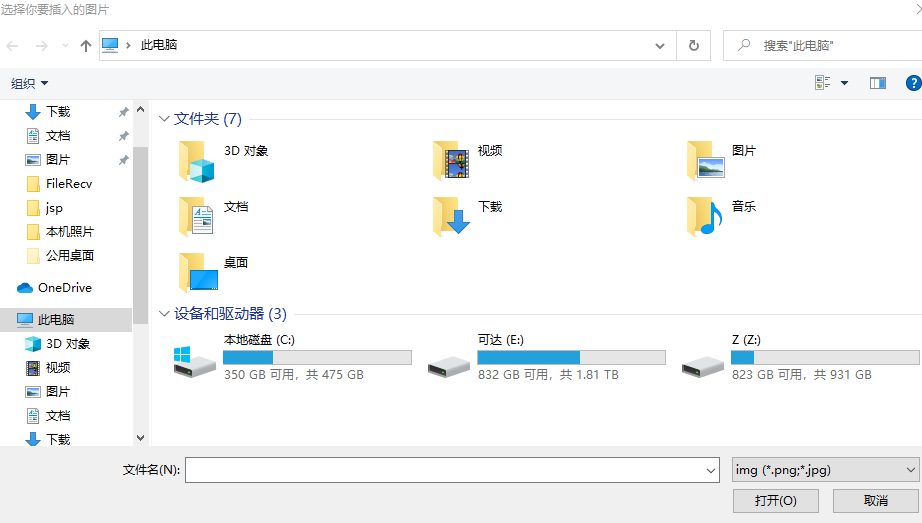 选择你要插入的图片
此电脑
搜索"此电脑"
组织
下载
文档
图片
FileRecv
jsp
本机照片
公用桌面
OneDrive
此电脑
3D 对象
视频
图片
文档
下载
文件夹 (7)
3D 对象
视频
图片
文档
下载
音乐
桌面
设备和驱动器 (3)
本地磁盘 (C:)
350 GB 可用，共 475 GB
可达 (E:)
832 GB 可用，共 1.81 TB
Z (Z:)
823 GB 可用，共 931 GB
文件名(N):
img (*.png;*.jpg)
打开(O)
取消